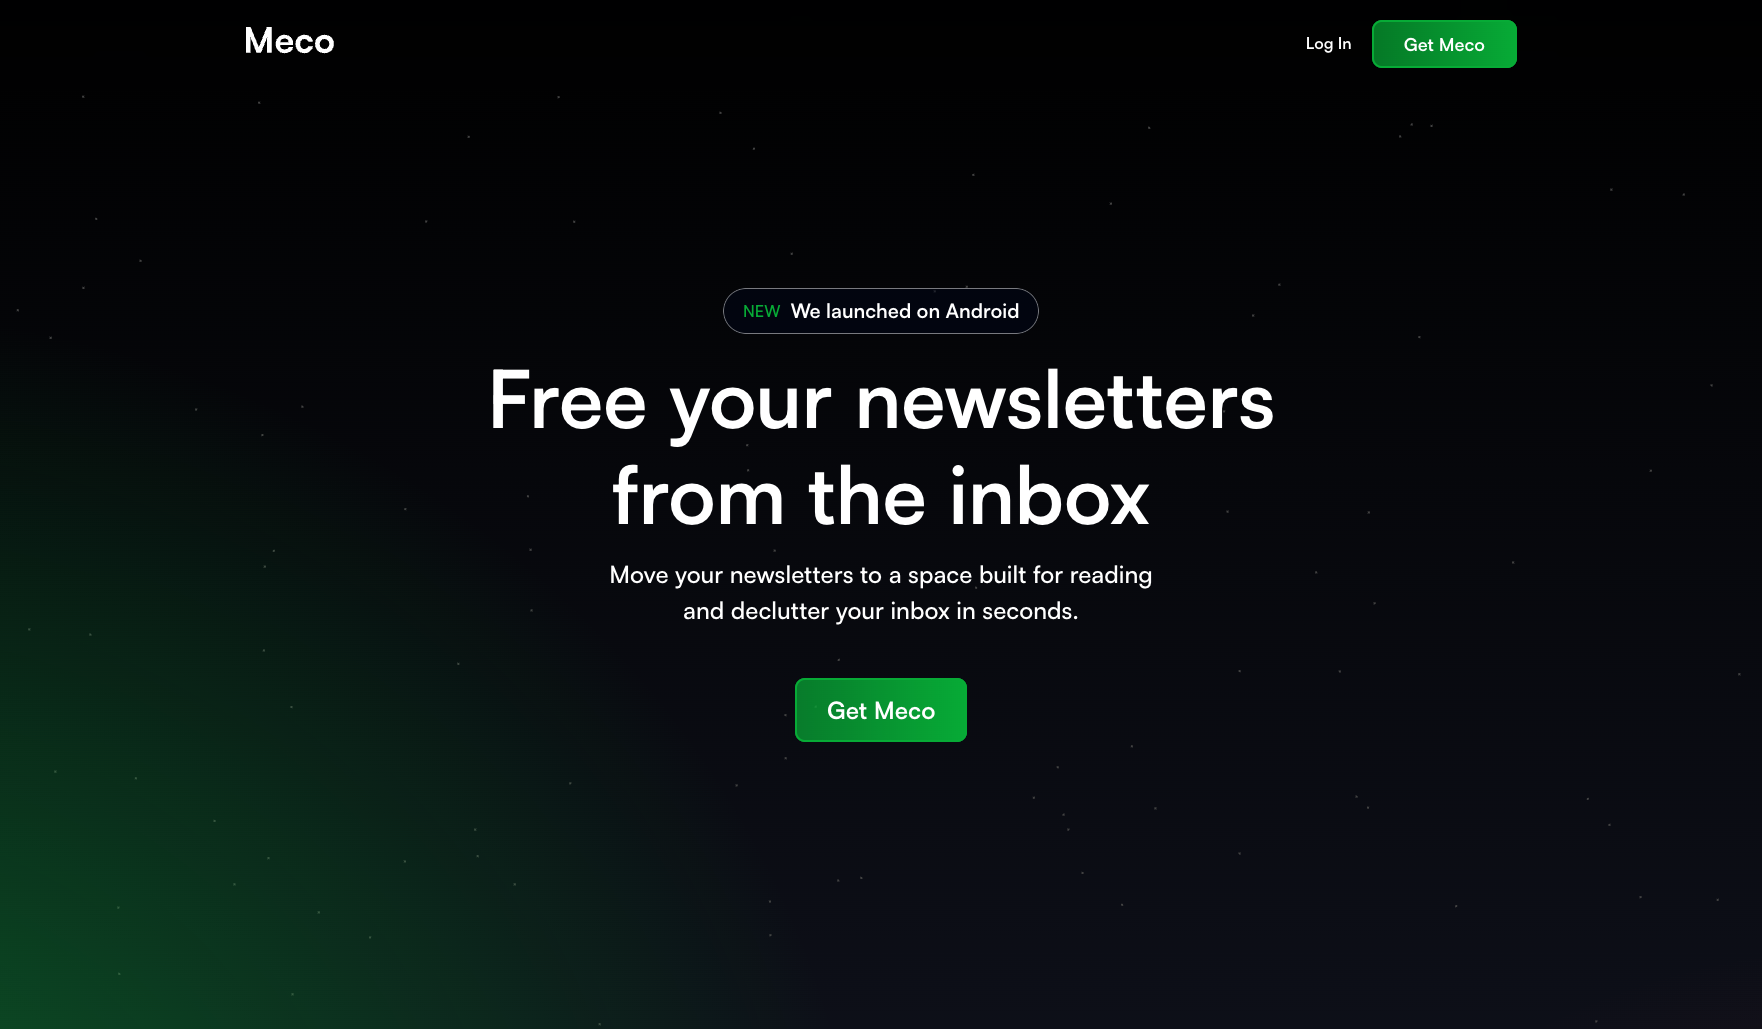 Meco
Log In
Get Meco
NEW We launched on Android
Free your newsletters
from the inbox
Move your newsletters to a space built for reading
and declutter your inbox in seconds.
Get Meco